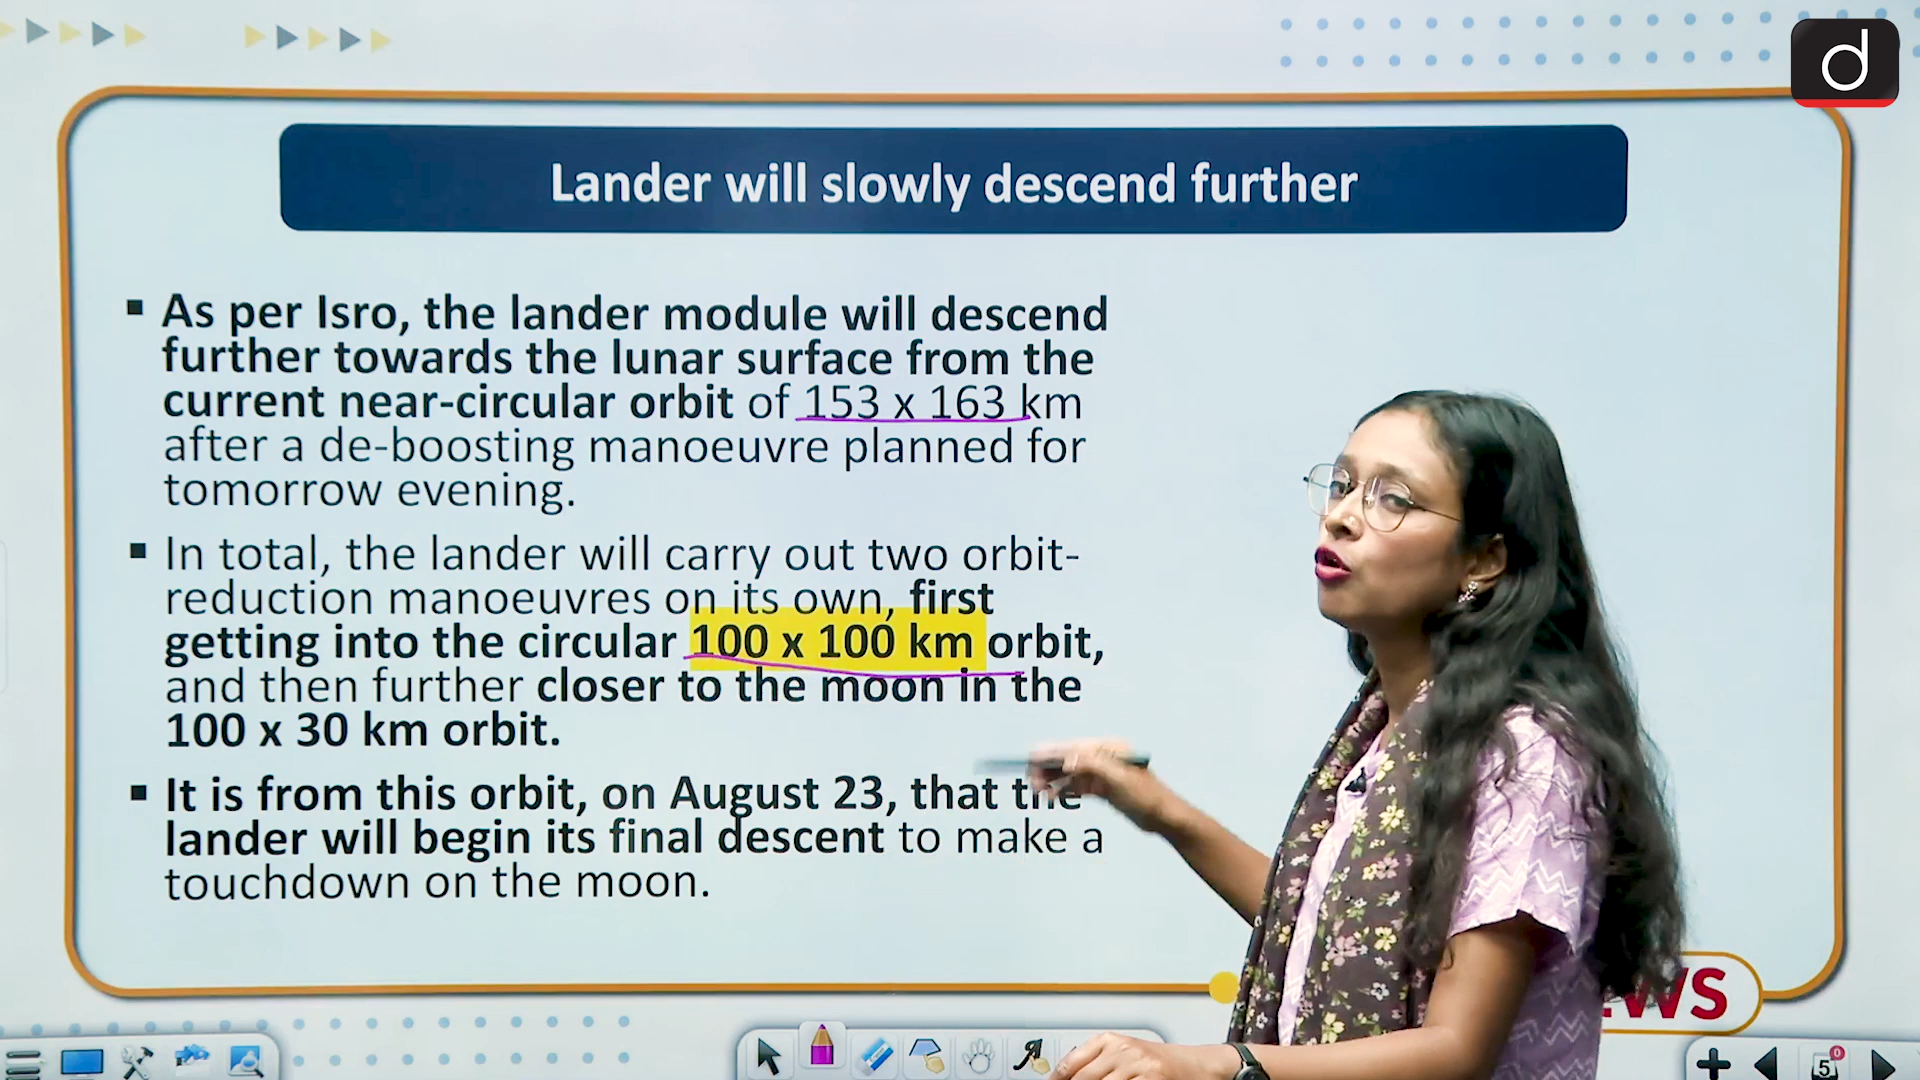 d
Lander will slowly descend further
▪ As per Isro, the lander module will descend
further towards the lunar surface from the
current near-circular orbit of 153 x 163 km
after a de-boosting manoeuvre planned for
tomorrow evening.
▪ In total, the lander will carry out two orbit-
reduction manoeuvres on its own, first
getting into the circular 100 x 100 km orbit,
and then further closer to the moon in the
100 x 30 km orbit.
▪ It is from this orbit, on August 23, that the
lander will begin its final descent to make a
touchdown on the moon.
5
0